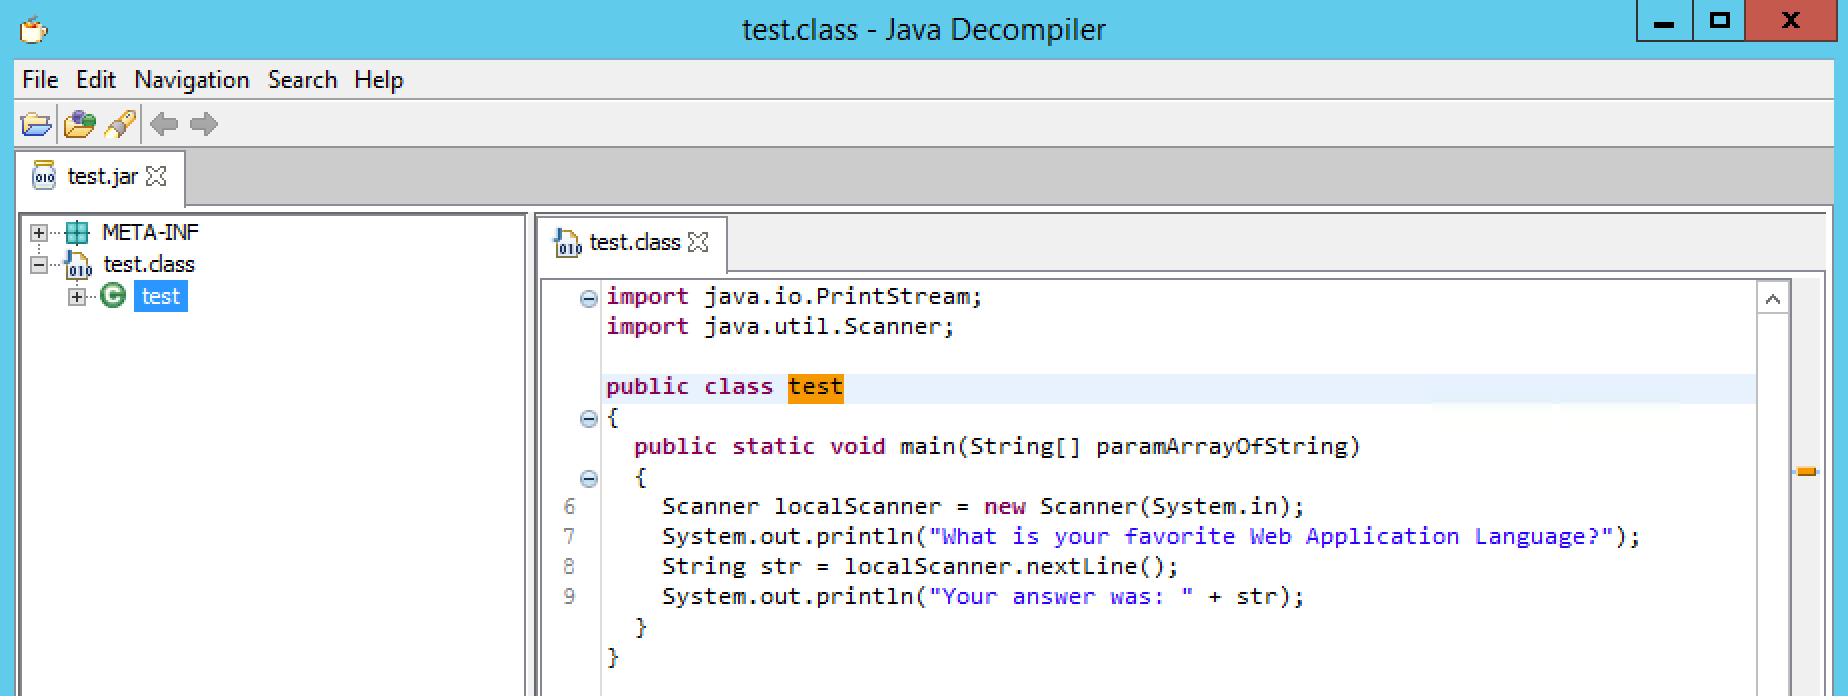 test.class - Java Decompiler
File Edit Navigation Search Help
test.jar
META-INF
test.class
test
test.class
import java.io.PrintStream;
import java.util.Scanner;
public class test
{
public static void main(String[] paramArrayOfString)
{
6 Scanner localScanner = new Scanner(System.in);
7 System.out.println("What is your favorite Web Application Language?");
8 String str = localScanner.nextLine();
9 System.out.println("Your answer was: " + str);
}
}